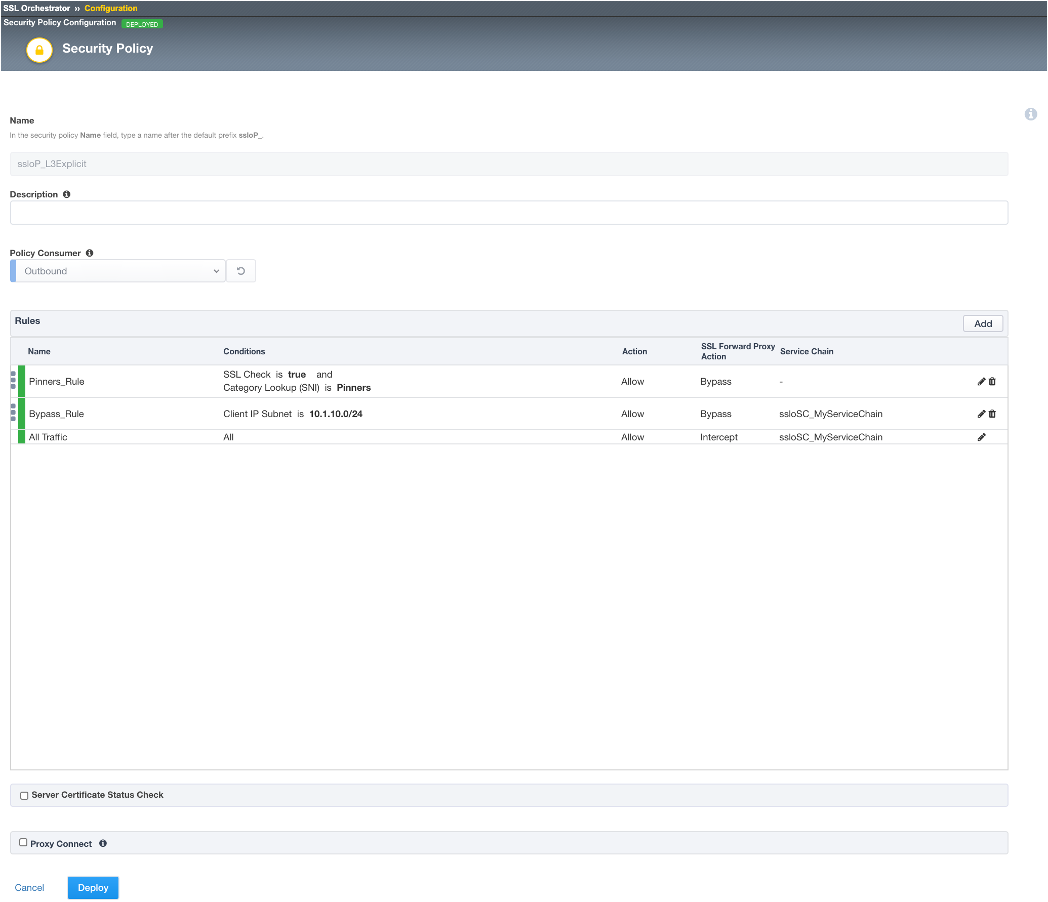 SSL Orchestrator » Configuration
Security Policy Configuration DEPLOYED
Security Policy
Name
In the security policy Name field, type a name after the default prefix ssloP_.
ssloP_L3Explicit
Description
Policy Consumer
Outbound
Rules
Add
Name Conditions Action SSL Forward Proxy Action Service Chain
Pinners_Rule SSL Check is true and Allow Bypass -
Category Lookup (SNI) is Pinners
Bypass_Rule Client IP Subnet is 10.1.10.0/24 Allow Bypass ssloSC_MyServiceChain
All Traffic All Allow Intercept ssloSC_MyServiceChain
Server Certificate Status Check
Proxy Connect
Cancel Deploy